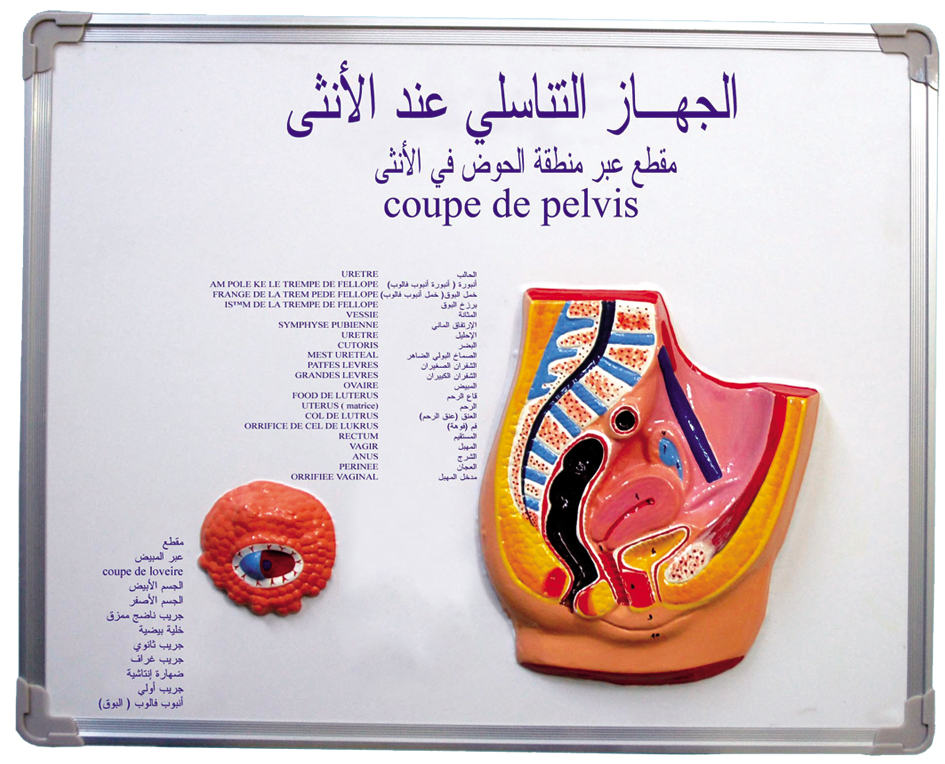 الجهـــاز التناسلي عند الأنثى
مقطع عبر منطقة الحوض في الأنثى
coupe de pelvis
URETRE الحالب
AM POLE KE LE TREMPE DE FELLOPE أنبورة ( أنبورة أنبوب فالوب)
FRANGE DE LA TREM PEDE FELLOPE خمل البوق( خمل أنبوب فالوب)
IS™M DE LA TREMPE DE FELLOPE برزخ البوق
VESSIE المثانة
SYMPHYSE PUBIENNE الإرتفاق العاني
URETRE الإحليل
CUTORIS البضر
MEST URETEAL الصماخ البولي الضاهر
PATFES LEVRES الشفران الصغيران
GRANDES LEVRES الشفران الكبيران
OVAIRE المبيض
FOOD DE LUTERUS قاع الرحم
UTERUS ( matrice) الرحم
COL DE LUTRUS العنق (عنق الرحم)
ORRIFICE DE CEL DE LUKRUS فم (فوهة)
RECTUM المستقيم
VAGIR المهبل
ANUS الشرج
PERINEE العجان
ORRIFIEE VAGINAL مدخل المهبل
مقطع
عبر المبيض
coupe de loveire
الجسم الأبيض
الجسم الأصفر
جريب ناضج ممزق
خلية بيضية
جريب ثانوي
جريب غراف
ضهارة إنتاشية
جريب أولي
أنبوب فالوب ( البوق)